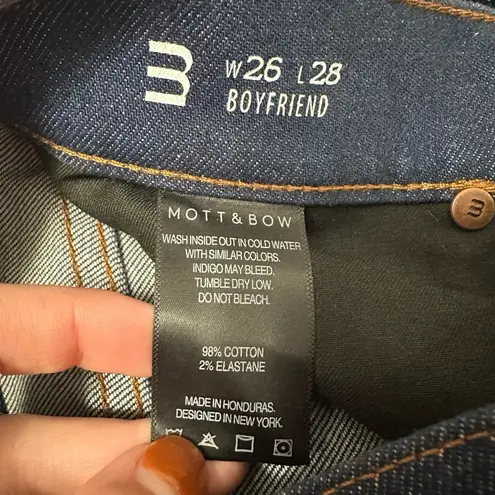 W26 L28
BOYFRIEND
MOTT & BOW
WASH INSIDE OUT IN COLD WATER
WITH SIMILAR COLORS.
INDIGO MAY BLEED.
TUMBLE DRY LOW.
DO NOT BLEACH.
98% COTTON
2% ELASTANE
MADE IN HONDURAS.
DESIGNED IN NEW YORK.